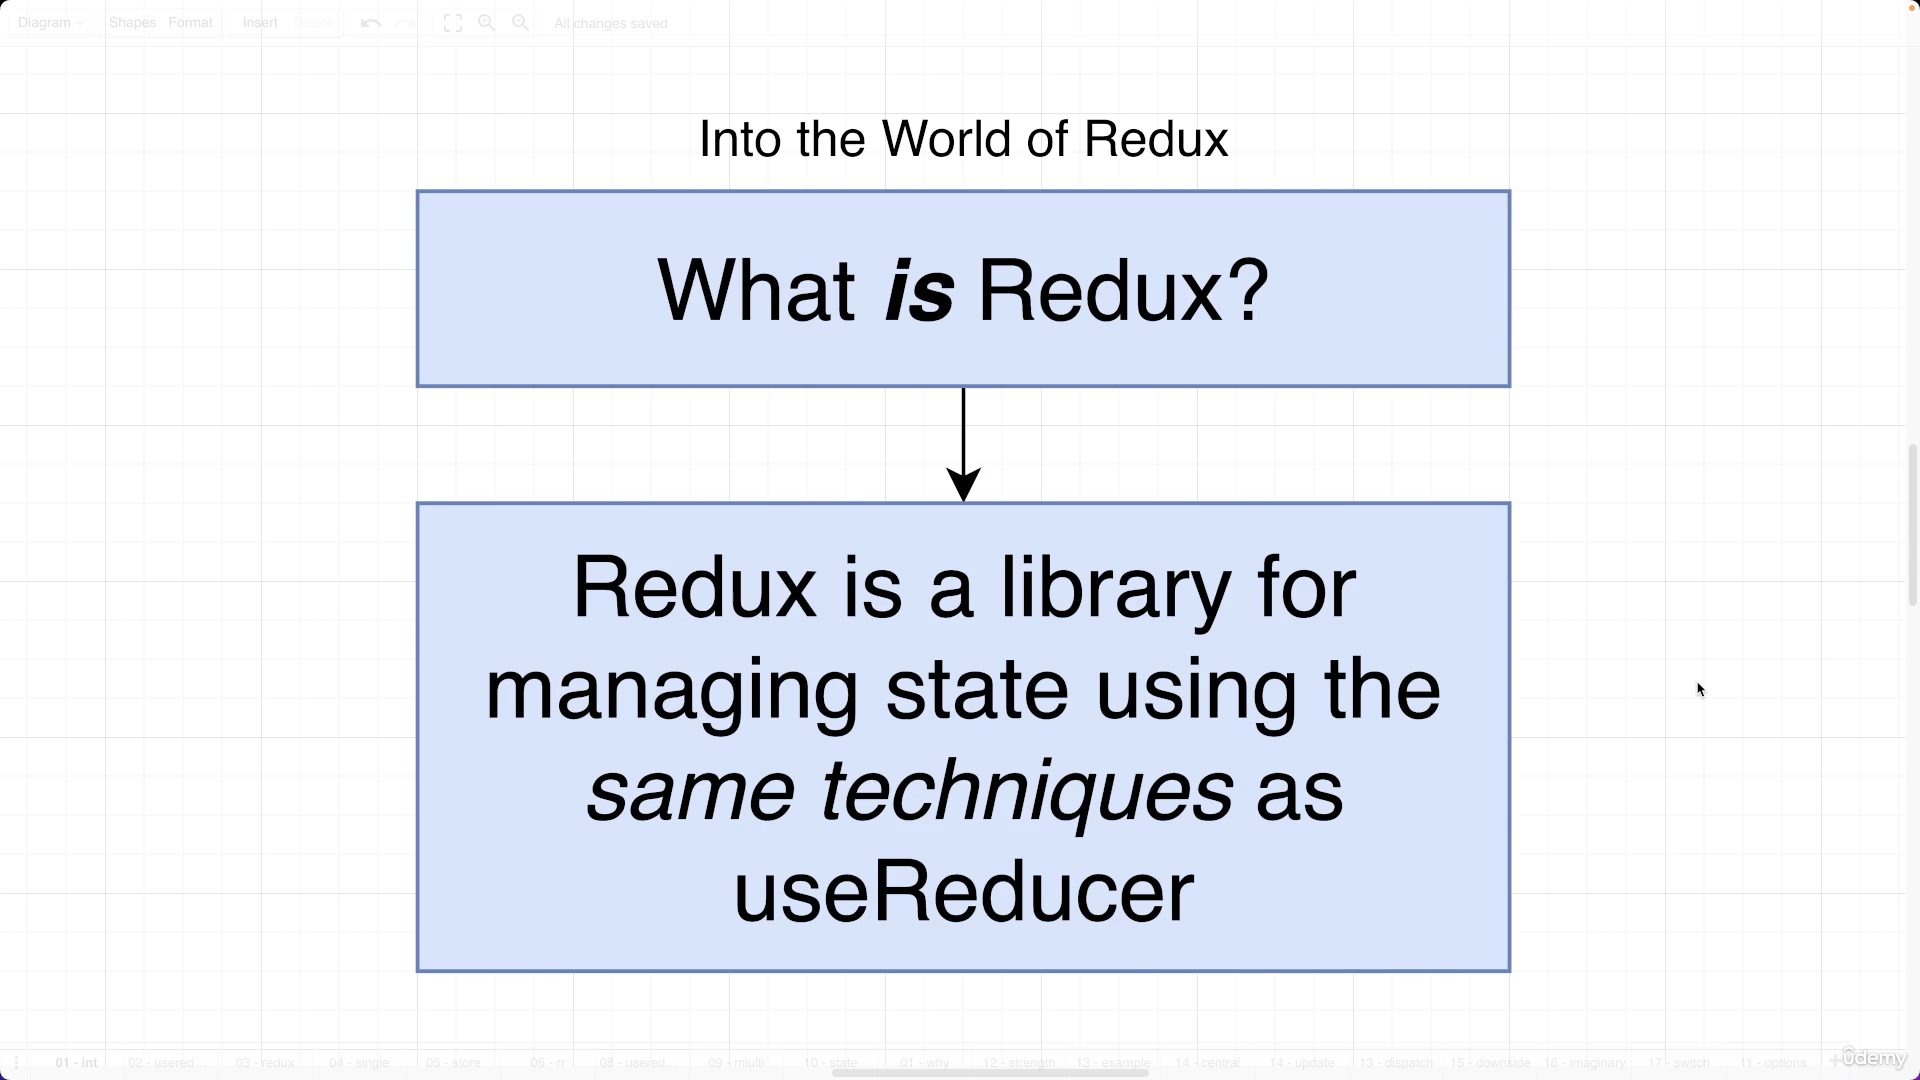 Diagram Shapes Format Insert Delete All changes saved
Into the World of Redux
What is Redux?
Redux is a library for
managing state using the
same techniques as
useReducer
01 - int 02 - usered... 03 - redux 04 - single 05 - store 06 - rr 08 - usered... 09 - miulti 10 - state 01 - why 12 - strength 13 - example 14 - central 14 - update 13 - dispatch 15 - downside 16 - imaginary 17 - switch 11 - options
ûdemy